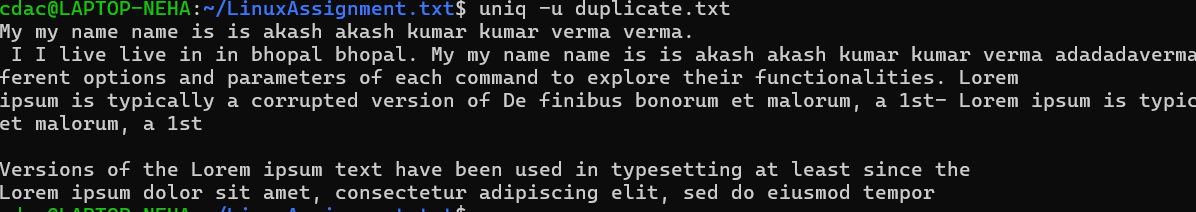 cdac@LAPTOP-NEHA:~/LinuxAssignment.txt$ uniq -u duplicate.txt
My my name name is is akash akash kumar kumar verma verma.
 I I live live in in bhopal bhopal. My my name name is is akash akash kumar kumar verma adadadaverma
ferent options and parameters of each command to explore their functionalities. Lorem
ipsum is typically a corrupted version of De finibus bonorum et malorum, a 1st- Lorem ipsum is typic
et malorum, a 1st

Versions of the Lorem ipsum text have been used in typesetting at least since the
Lorem ipsum dolor sit amet, consectetur adipiscing elit, sed do eiusmod tempor
cdac@LAPTOP-NEHA:~/LinuxAssignment.txt$